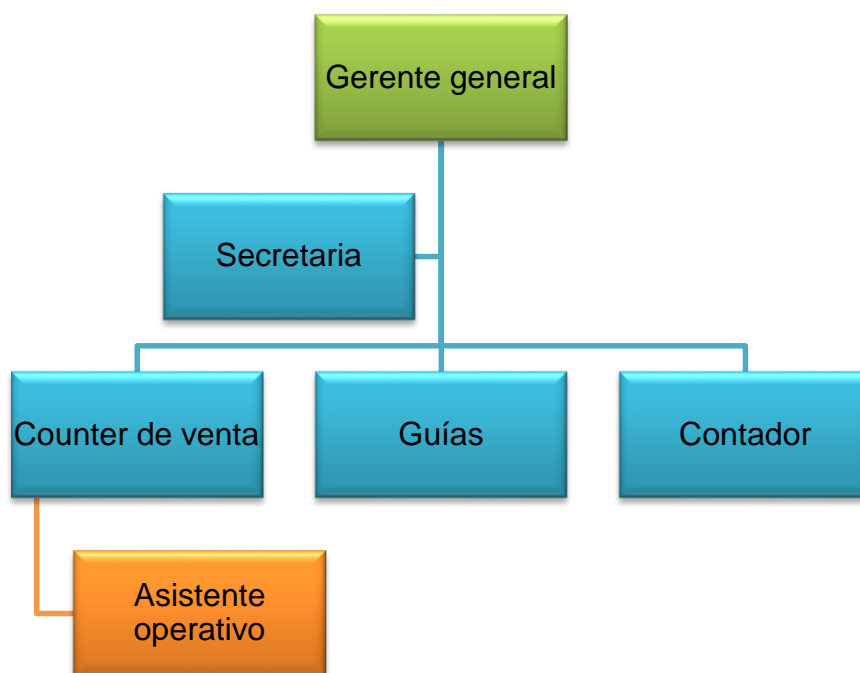 Gerente general
Secretaria
Counter de venta
Guías
Contador
Asistente
operativo